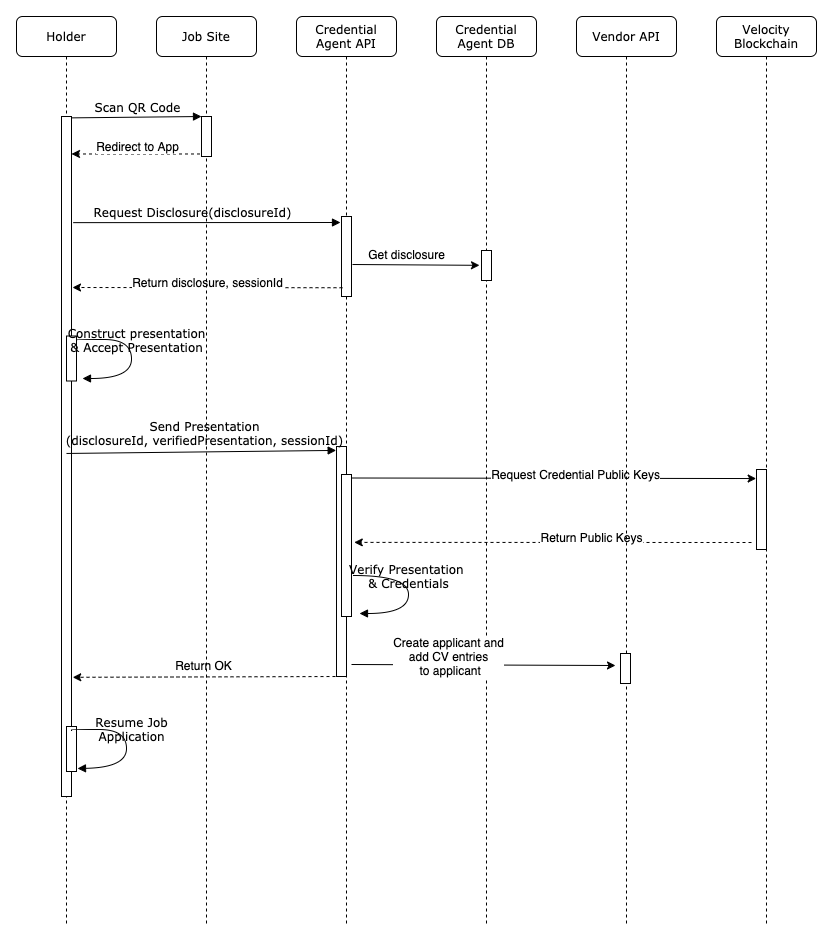 Holder
Job Site
Credential
Agent API
Credential
Agent DB
Vendor API
Velocity
Blockchain
Scan QR Code
Redirect to App
Request Disclosure(disclosureId)
Get disclosure
Return disclosure, sessionId
Construct presentation
& Accept Presentation
Send Presentation
(disclosureId, verifiedPresentation, sessionId)
Request Credential Public Keys
Return Public Keys
Verify Presentation
& Credentials
Create applicant and
add CV entries
to applicant
Return OK
Resume Job
Application